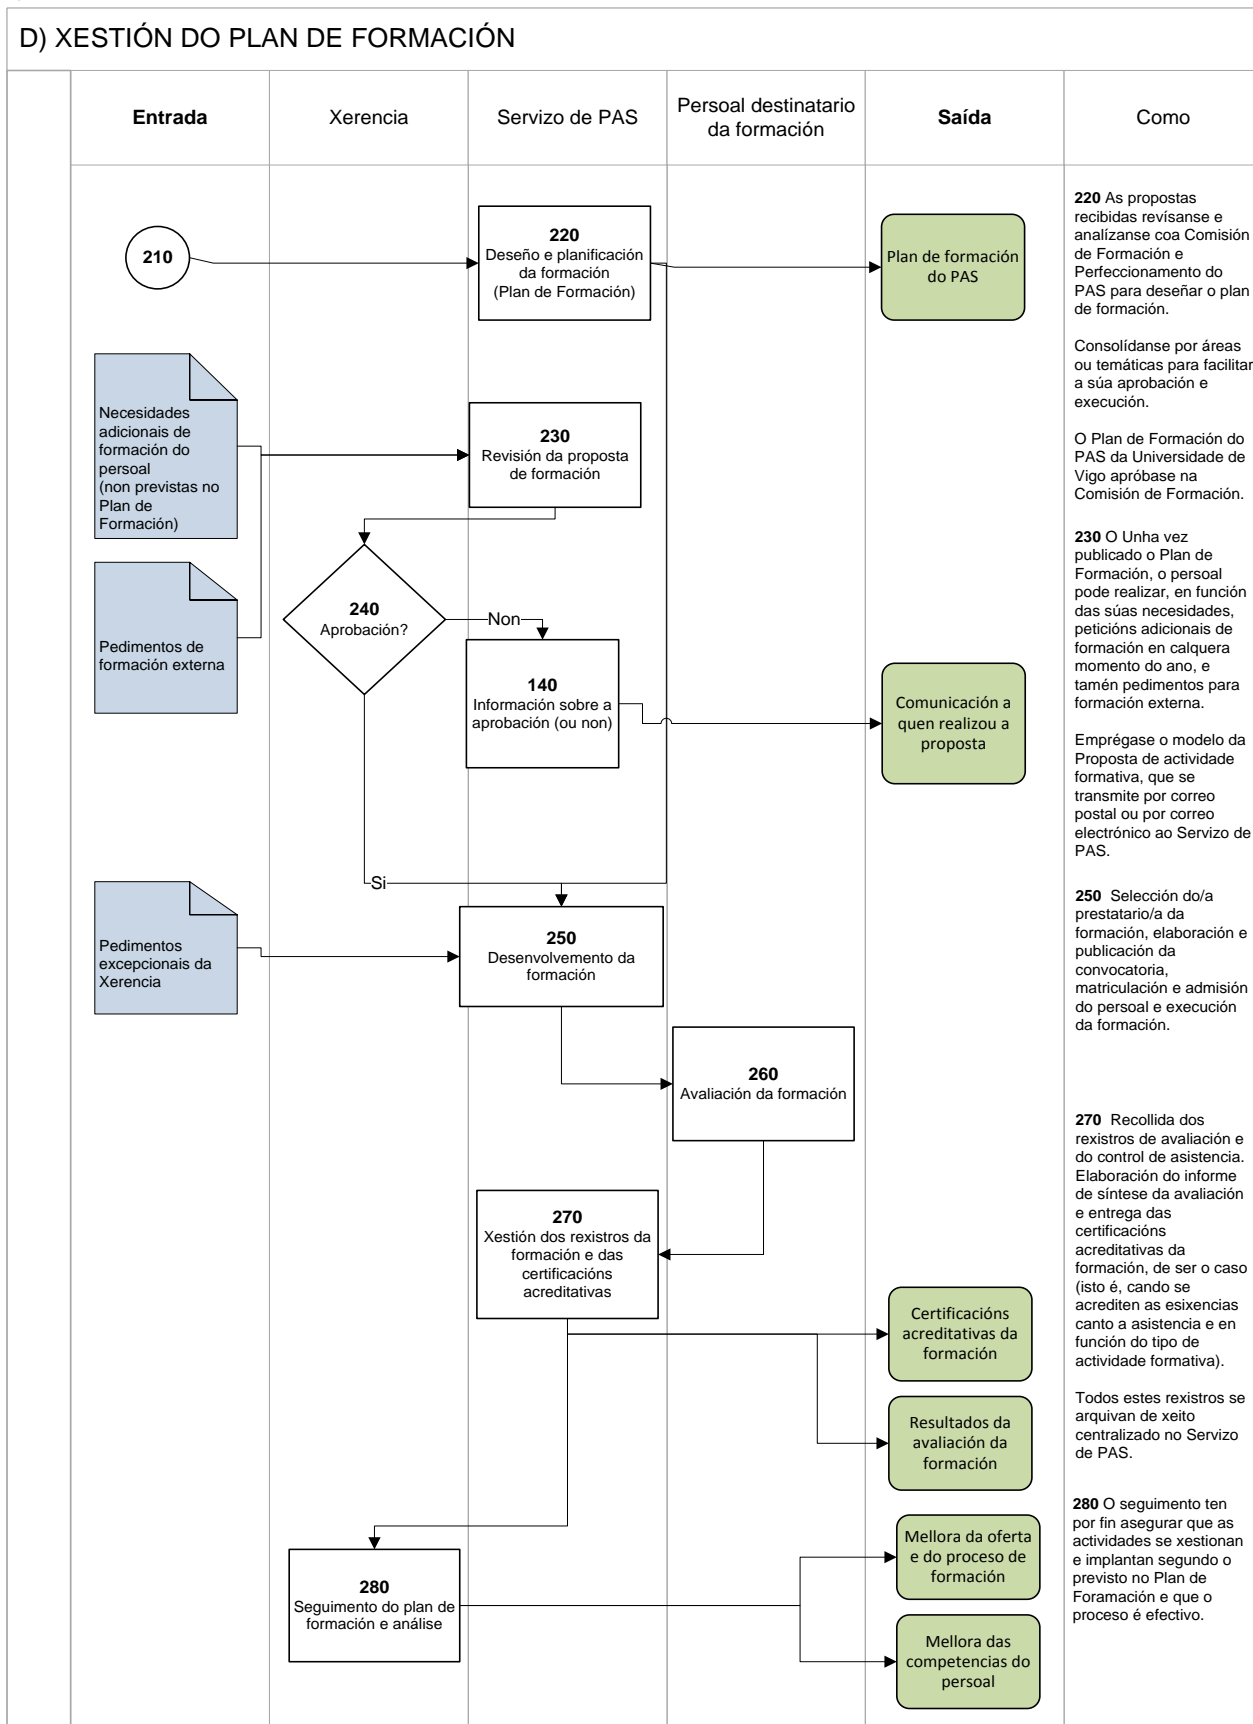 D) XESTIÓN DO PLAN DE FORMACIÓN
Entrada
Xerencia
Servizo de PAS
Persoal destinatario
da formación
Saída
Como
210
220
Deseño e planificación
da formación
(Plan de Formación)
Plan de formación
do PAS
Necesidades
adicionais de
formación do
persoal
(non previstas no
Plan de
Formación)
230
Revisión da proposta
de formación
Pedimentos de
formación externa
240
Aprobación?
Non
140
Información sobre a
aprobación (ou non)
Comunicación a
quen realizou a
proposta
Si
Pedimentos
excepcionais da
Xerencia
250
Desenvolvemento da
formación
260
Avaliación da formación
270
Xestión dos rexistros da
formación e das
certificacións
acreditativas
Certificacións
acreditativas da
formación
Resultados da
avaliación da
formación
280
Seguimento do plan de
formación e análise
Mellora da oferta
e do proceso de
formación
Mellora das
competencias do
persoal
220 As propostas
recibidas revísanse e
analízanse coa Comisión
de Formación e
Perfeccionamento do
PAS para deseñar o plan
de formación.
Consolídanse por áreas
ou temáticas para facilitar
a súa aprobación e
execución.
O Plan de Formación do
PAS da Universidade de
Vigo apróbase na
Comisión de Formación.
230 O Unha vez
publicado o Plan de
Formación, o persoal
pode realizar, en función
das súas necesidades,
peticións adicionais de
formación en calquera
momento do ano, e
tamén pedimentos para
formación externa.
Emprégase o modelo da
Proposta de actividade
formativa, que se
transmite por correo
postal ou por correo
electrónico ao Servizo de
PAS.
250 Selección do/a
prestatario/a da
formación, elaboración e
publicación da
convocatoria,
matriculación e admisión
do persoal e execución
da formación.
270 Recollida dos
rexistros de avaliación e
do control de asistencia.
Elaboración do informe
de síntese da avaliación
e entrega das
certificacións
acreditativas da
formación, de ser o caso
(isto é, cando se
acrediten as esixencias
canto a asistencia e en
función do tipo de
actividade formativa).
Todos estes rexistros se
arquivan de xeito
centralizado no Servizo
de PAS.
280 O seguimento ten
por fin asegurar que as
actividades se xestionan
e implantan segundo o
previsto no Plan de
Foramación e que o
proceso é efectivo.